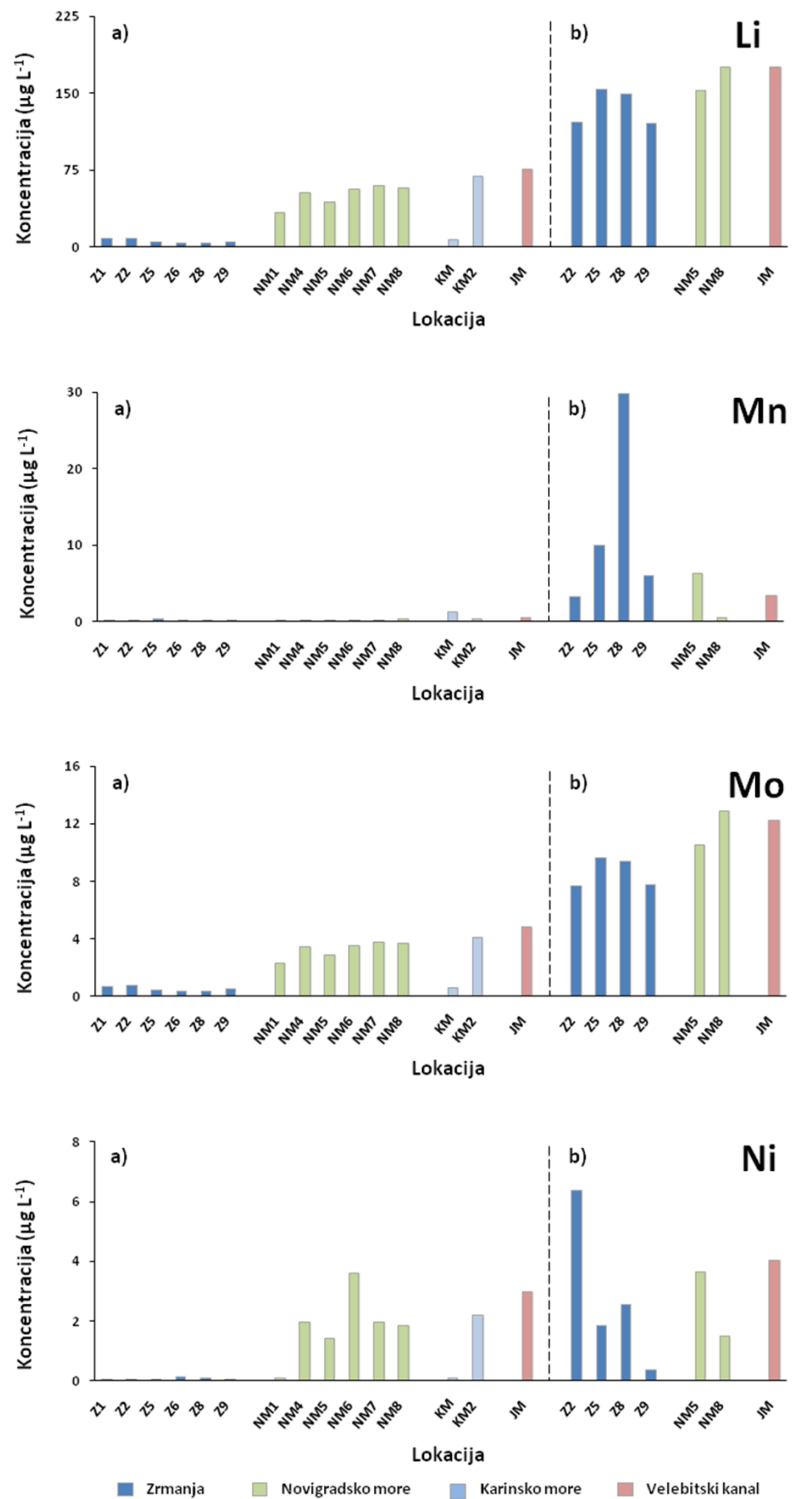 225
150
75
0
Koncentracija (µg L-1)
a)
b)
Li
Z1 Z2 Z5 Z6 Z8 Z9 NM1 NM4 NM5 NM6 NM7 NM8 KM KM2 JM Z2 Z5 Z8 Z9 NM5 NM8 JM
Lokacija
30
20
10
0
Koncentracija (µg L-1)
a)
b)
Mn
Z1 Z2 Z5 Z6 Z8 Z9 NM1 NM4 NM5 NM6 NM7 NM8 KM KM2 JM Z2 Z5 Z8 Z9 NM5 NM8 JM
Lokacija
16
12
8
4
0
Koncentracija (µg L-1)
a)
b)
Mo
Z1 Z2 Z5 Z6 Z8 Z9 NM1 NM4 NM5 NM6 NM7 NM8 KM KM2 JM Z2 Z5 Z8 Z9 NM5 NM8 JM
Lokacija
8
6
4
2
0
Koncentracija (µg L-1)
a)
b)
Ni
Z1 Z2 Z5 Z6 Z8 Z9 NM1 NM4 NM5 NM6 NM7 NM8 KM KM2 JM Z2 Z5 Z8 Z9 NM5 NM8 JM
Lokacija
Zrmanja Novigradsko more Karinsko more Velebitski kanal